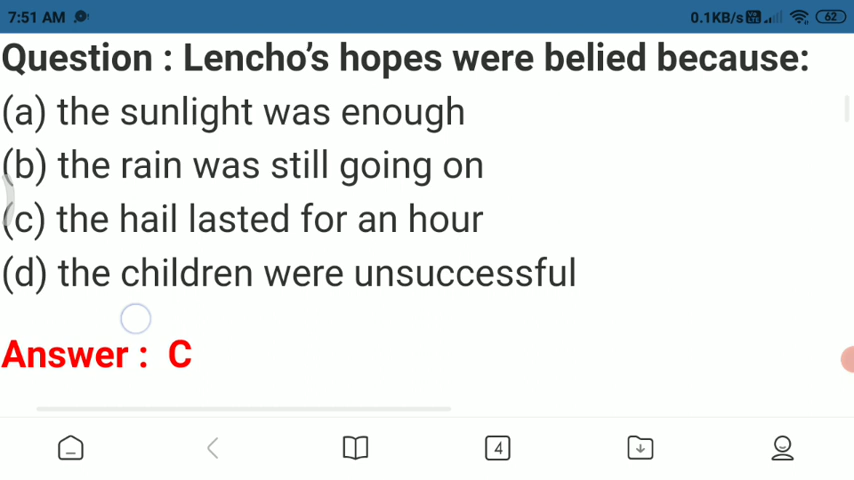 7:51 AM 0.1KB/s 62
Question : Lencho's hopes were belied because:
(a) the sunlight was enough
(b) the rain was still going on
(c) the hail lasted for an hour
(d) the children were unsuccessful
Answer : C
4